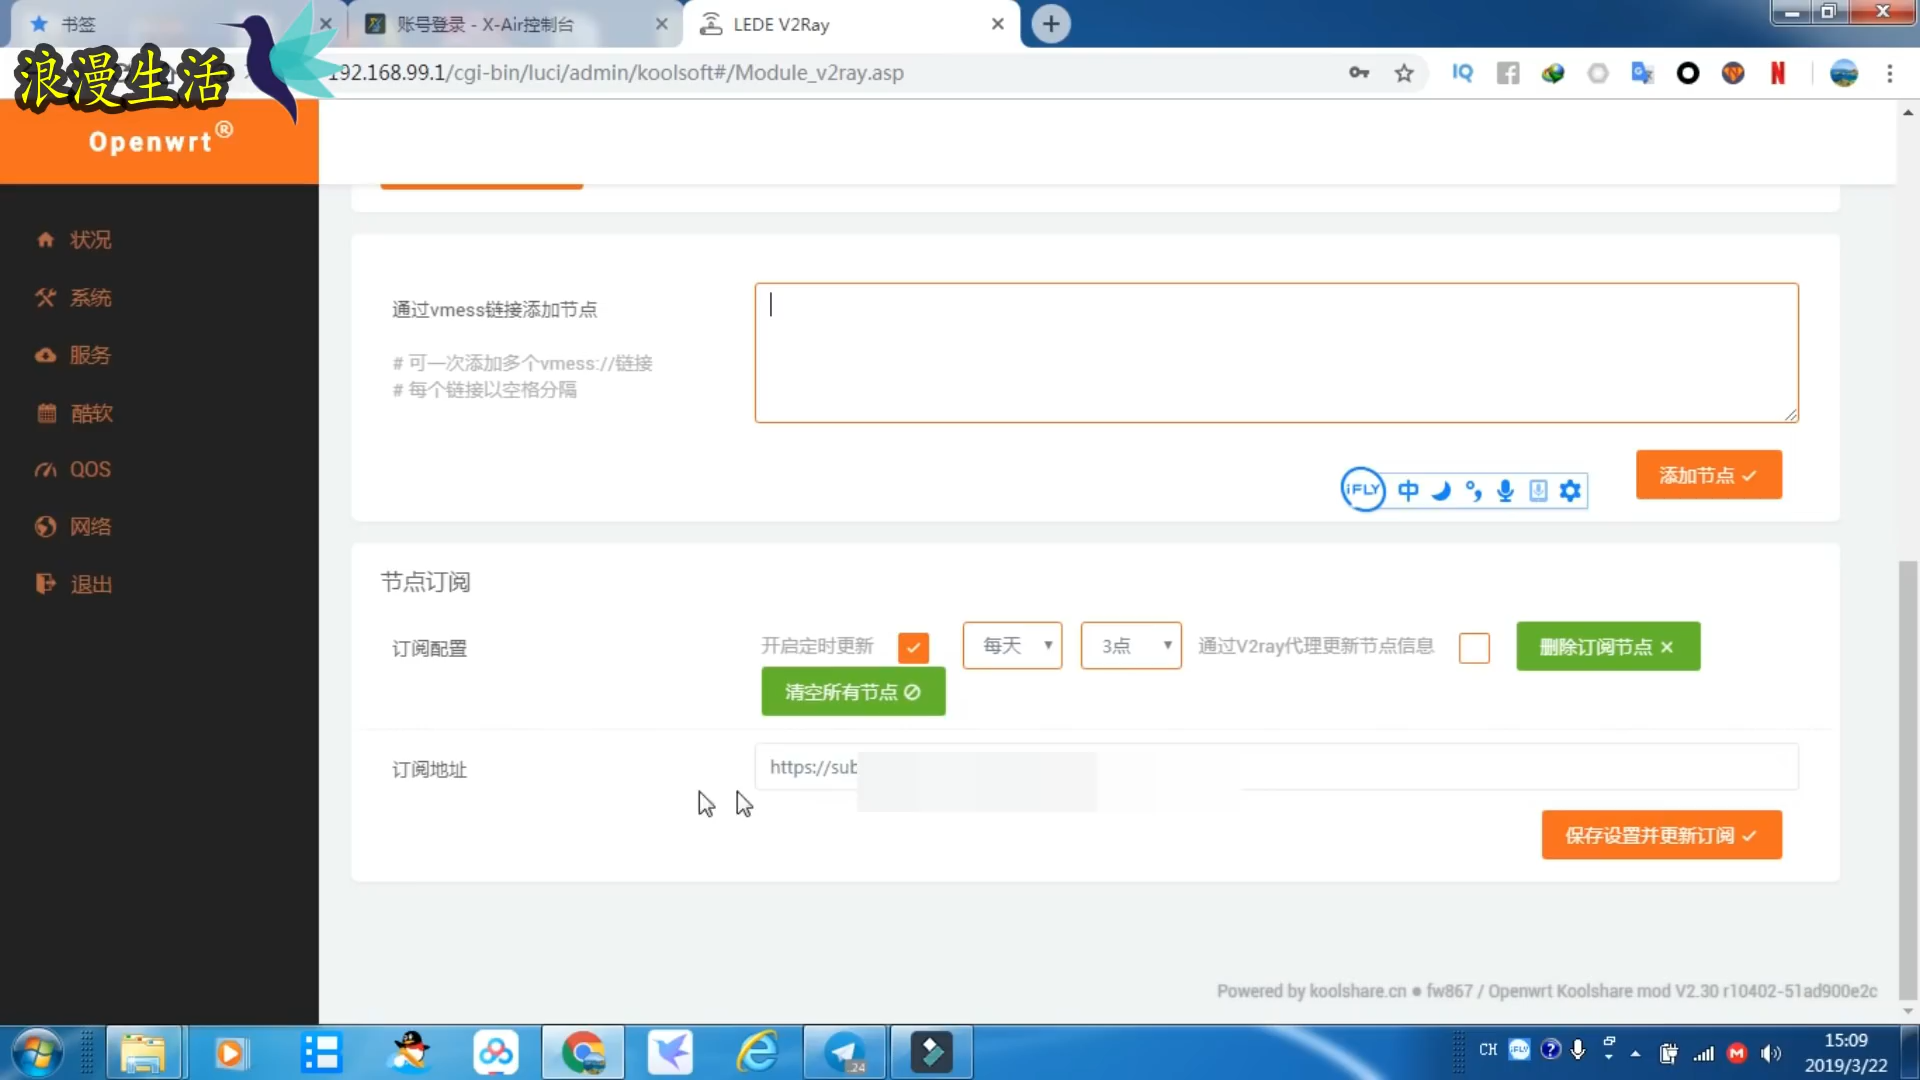 书签
账号登录 - X-Air控制台
LEDE V2Ray
浪漫生活
192.168.99.1/cgi-bin/luci/admin/koolsoft#/Module_v2ray.asp
IQ
N
Openwrt®
状况
系统
服务
酷软
QOS
网络
退出
通过vmess链接添加节点
# 可一次添加多个vmess://链接
# 每个链接以空格分隔
iFLY 中
添加节点
节点订阅
订阅配置
开启定时更新 每天 3点 通过V2ray代理更新节点信息 删除订阅节点
清空所有节点
订阅地址
https://sub
保存设置并更新订阅
Powered by koolshare.cn ● fw867 / Openwrt Koolshare mod V2.30 r10402-51ad900e2c
24
CH iFLY
15:09
2019/3/22